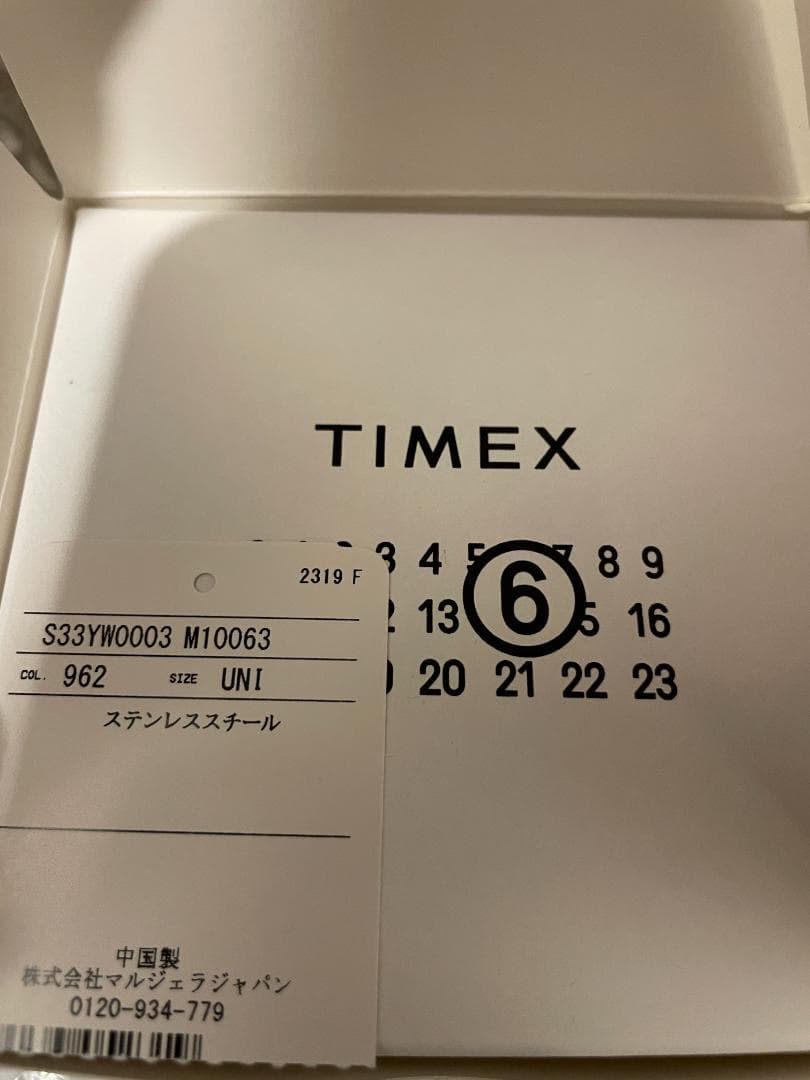 TIMEX
3 4 5 6 7 8 9
2 13 5 16
20 21 22 23
2319 F
S33YW0003 M10063
COL. 962 SIZE UNI
ステンレススチール
中国製
株式会社マルジェラジャパン
0120-934-779